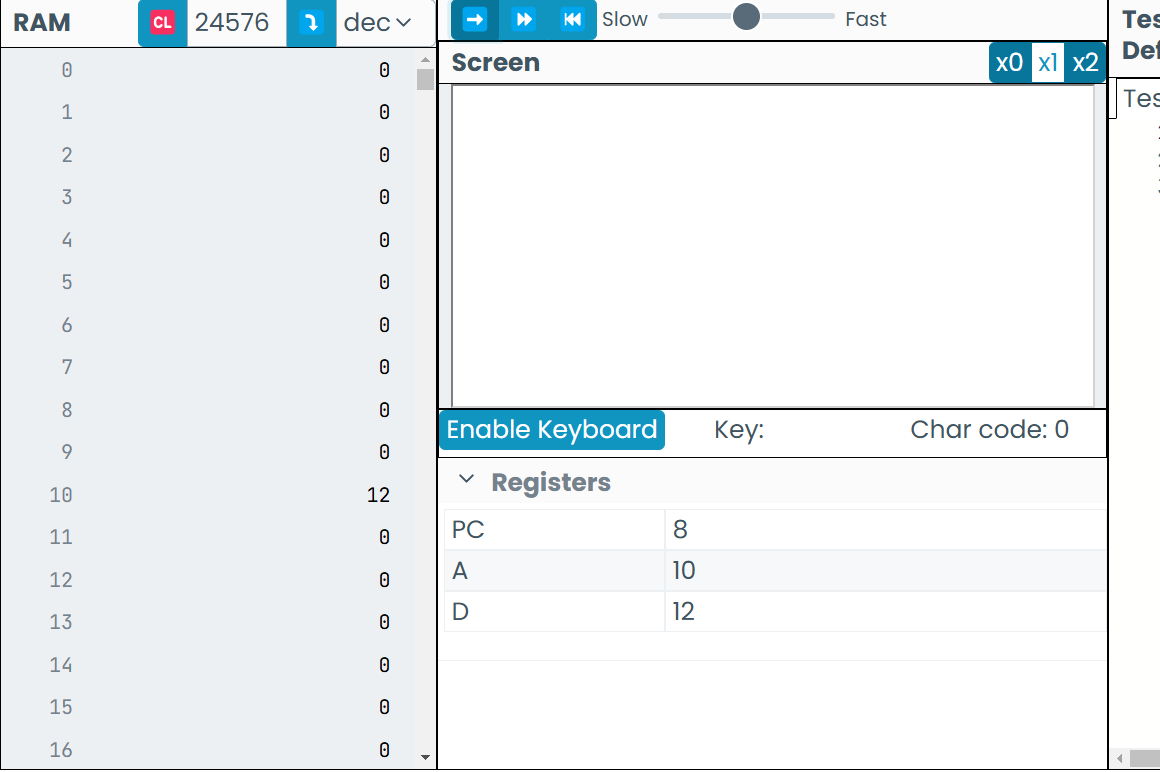 RAM CL 24576 dec
0 0
1 0
2 0
3 0
4 0
5 0
6 0
7 0
8 0
9 0
10 12
11 0
12 0
13 0
14 0
15 0
16 0
Slow Fast
Screen x0 x1 x2
Enable Keyboard Key: Char code: 0
Registers
PC 8
A 10
D 12
Tes
Def
Tes